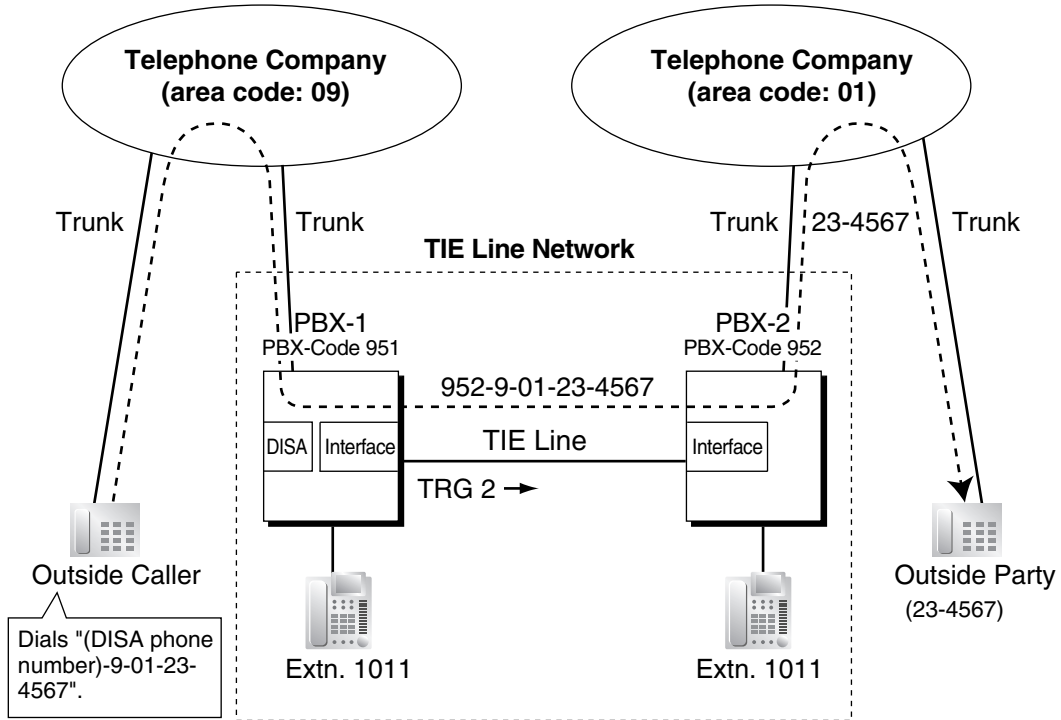 Telephone Company
(area code: 09)
Telephone Company
(area code: 01)
Trunk
Trunk
Trunk
23-4567
Trunk
TIE Line Network
PBX-1
PBX-Code 951
PBX-2
PBX-Code 952
952-9-01-23-4567
DISA
Interface
TIE Line
Interface
TRG 2
Outside Caller
Outside Party
(23-4567)
Dials "(DISA phone
number)-9-01-23-
4567".
Extn. 1011
Extn. 1011